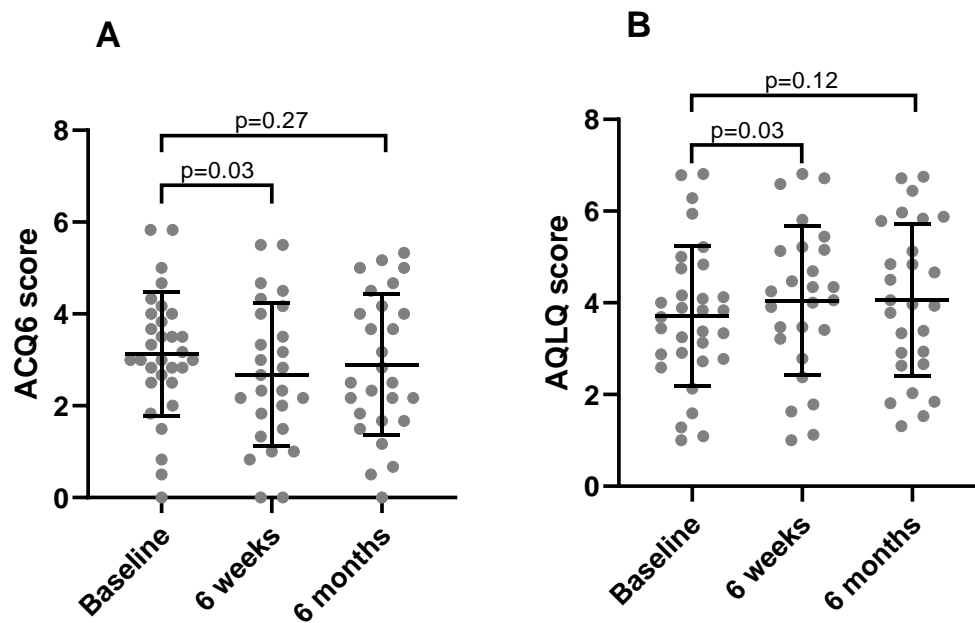 A
p=0.27
p=0.03
ACQ6 score
8
6
4
2
0
Baseline
6 weeks
6 months
B
p=0.12
p=0.03
AQLQ score
8
6
4
2
0
Baseline
6 weeks
6 months